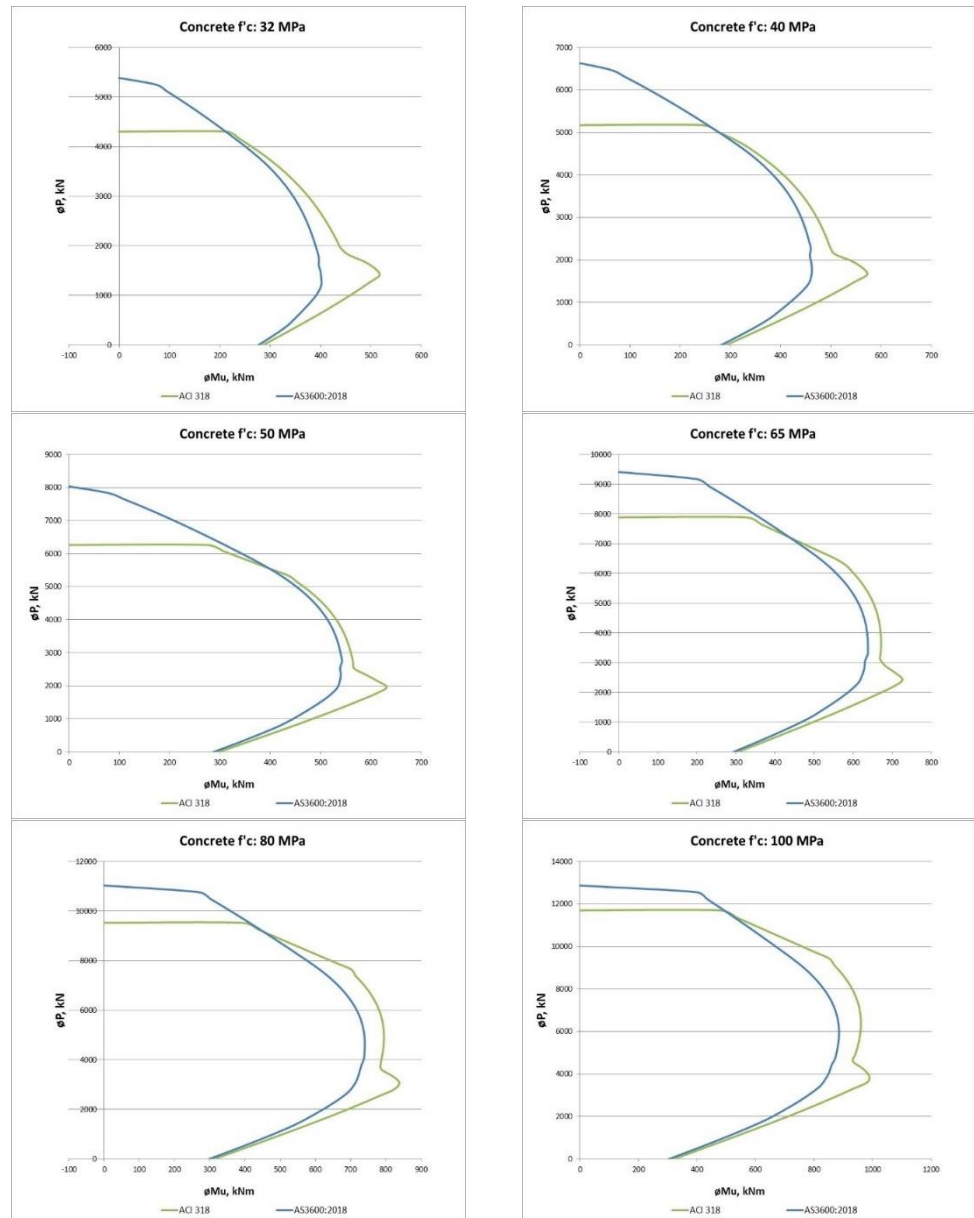 Concrete f'c: 32 MPa
6000
5000
4000
3000
2000
1000
0
øP, kN
-100 0 100 200 300 400 500 600
øMu, kNm
ACI 318 AS3600:2018
Concrete f'c: 40 MPa
7000
6000
5000
4000
3000
2000
1000
0
øP, kN
0 100 200 300 400 500 600 700
øMu, kNm
ACI 318 AS3600:2018
Concrete f'c: 50 MPa
9000
8000
7000
6000
5000
4000
3000
2000
1000
0
øP, kN
0 100 200 300 400 500 600 700
øMu, kNm
ACI 318 AS3600:2018
Concrete f'c: 65 MPa
10000
9000
8000
7000
6000
5000
4000
3000
2000
1000
0
øP, kN
-100 0 100 200 300 400 500 600 700 800
øMu, kNm
ACI 318 AS3600:2018
Concrete f'c: 80 MPa
12000
10000
8000
6000
4000
2000
0
øP, kN
-100 0 100 200 300 400 500 600 700 800 900
øMu, kNm
ACI 318 AS3600:2018
Concrete f'c: 100 MPa
14000
12000
10000
8000
6000
4000
2000
0
øP, kN
0 200 400 600 800 1000 1200
øMu, kNm
ACI 318 AS3600:2018